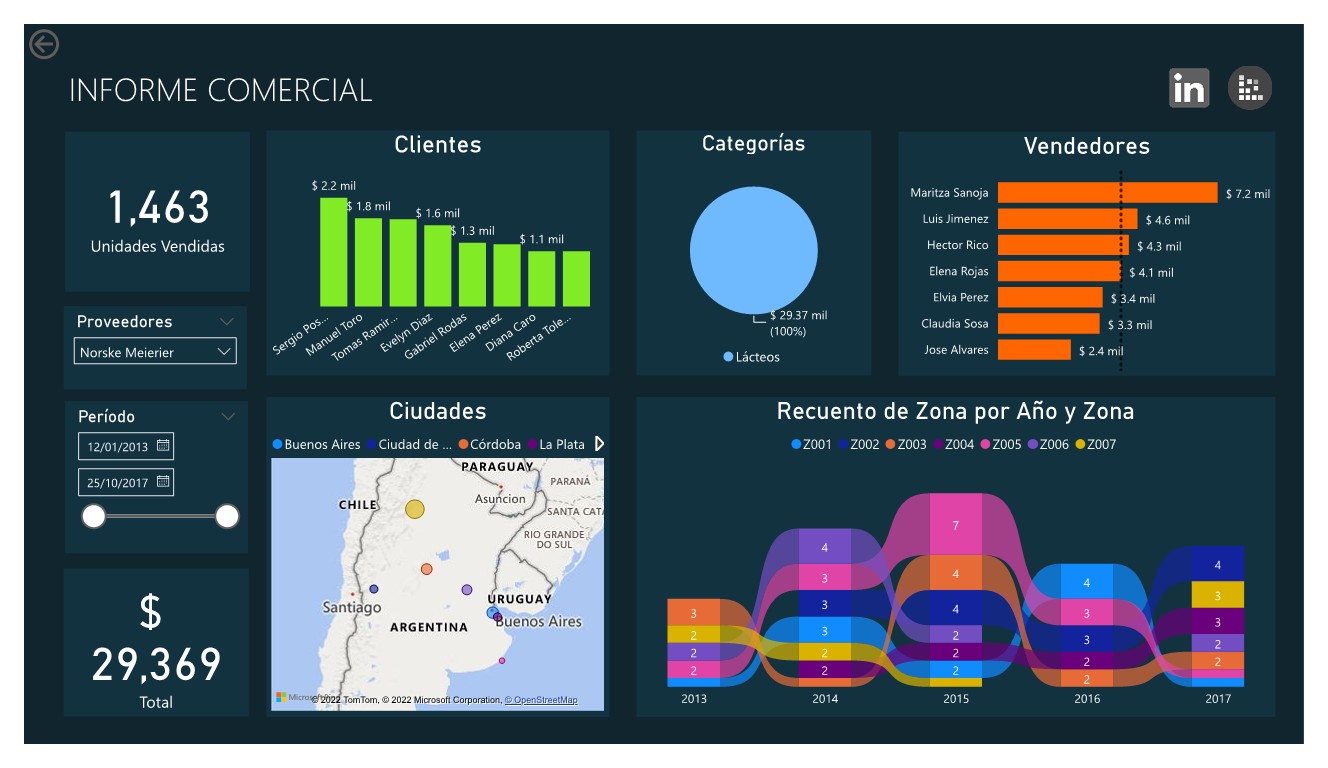 INFORME COMERCIAL
in
1,463
Unidades Vendidas
Proveedores
Norske Meierier
Período
12/01/2013
25/10/2017
$
29,369
Total
Clientes
$ 2.2 mil
$ 1.8 mil
$ 1.6 mil
$ 1.3 mil
$ 1.1 mil
Sergio Pos...
Manuel Toro
Tomas Ramir...
Evelyn Diaz
Gabriel Rodas
Elena Perez
Diana Caro
Roberta Tole...
Categorías
$ 29.37 mil
(100%)
Lácteos
Vendedores
Maritza Sanoja $ 7.2 mil
Luis Jimenez $ 4.6 mil
Hector Rico $ 4.3 mil
Elena Rojas $ 4.1 mil
Elvia Perez $ 3.4 mil
Claudia Sosa $ 3.3 mil
Jose Alvares $ 2.4 mil
Ciudades
Buenos Aires Ciudad de ... Córdoba La Plata
PARAGUAY
PARANÁ
Asuncion
CHILE
SANTA CAT
RIO GRANDE
DO SUL
Santiago
URUGUAY
ARGENTINA
Buenos Aires
© 2022 TomTom, © 2022 Microsoft Corporation, © OpenStreetMap
Recuento de Zona por Año y Zona
Z001 Z002 Z003 Z004 Z005 Z006 Z007
3
2
2
2
4
3
3
3
2
2
7
4
4
2
2
2
4
3
3
2
2
4
3
3
2
2
2013 2014 2015 2016 2017